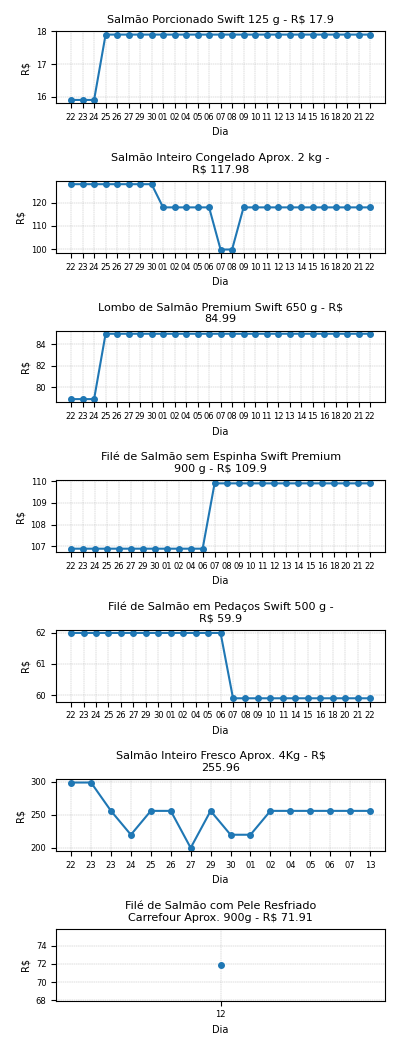 Salmão Porcionado Swift 125 g - R$ 17.9
18
17
16
R$
22 23 24 25 26 27 29 30 01 02 04 05 06 07 08 09 10 11 12 13 14 15 16 18 20 21 22
Dia
Salmão Inteiro Congelado Aprox. 2 kg -
R$ 117.98
120
110
100
R$
22 23 24 25 26 27 29 30 01 02 04 05 06 07 08 09 10 11 12 13 14 15 16 18 20 21 22
Dia
Lombo de Salmão Premium Swift 650 g - R$
84.99
84
82
80
R$
22 23 24 25 26 27 29 30 01 02 04 05 06 07 08 09 10 11 12 13 14 15 16 18 20 21 22
Dia
Filé de Salmão sem Espinha Swift Premium
900 g - R$ 109.9
110
109
108
107
R$
22 23 24 25 26 27 29 30 01 02 04 06 07 08 09 10 11 12 13 14 15 16 18 20 21 22
Dia
Filé de Salmão em Pedaços Swift 500 g -
R$ 59.9
62
61
60
R$
22 23 24 25 26 27 29 30 01 02 04 05 06 07 08 09 10 11 14 15 16 18 20 21 22
Dia
Salmão Inteiro Fresco Aprox. 4Kg - R$
255.96
300
250
200
R$
22 23 23 24 25 26 27 29 30 01 02 04 05 06 07 13
Dia
Filé de Salmão com Pele Resfriado
Carrefour Aprox. 900g - R$ 71.91
74
72
70
68
R$
12
Dia